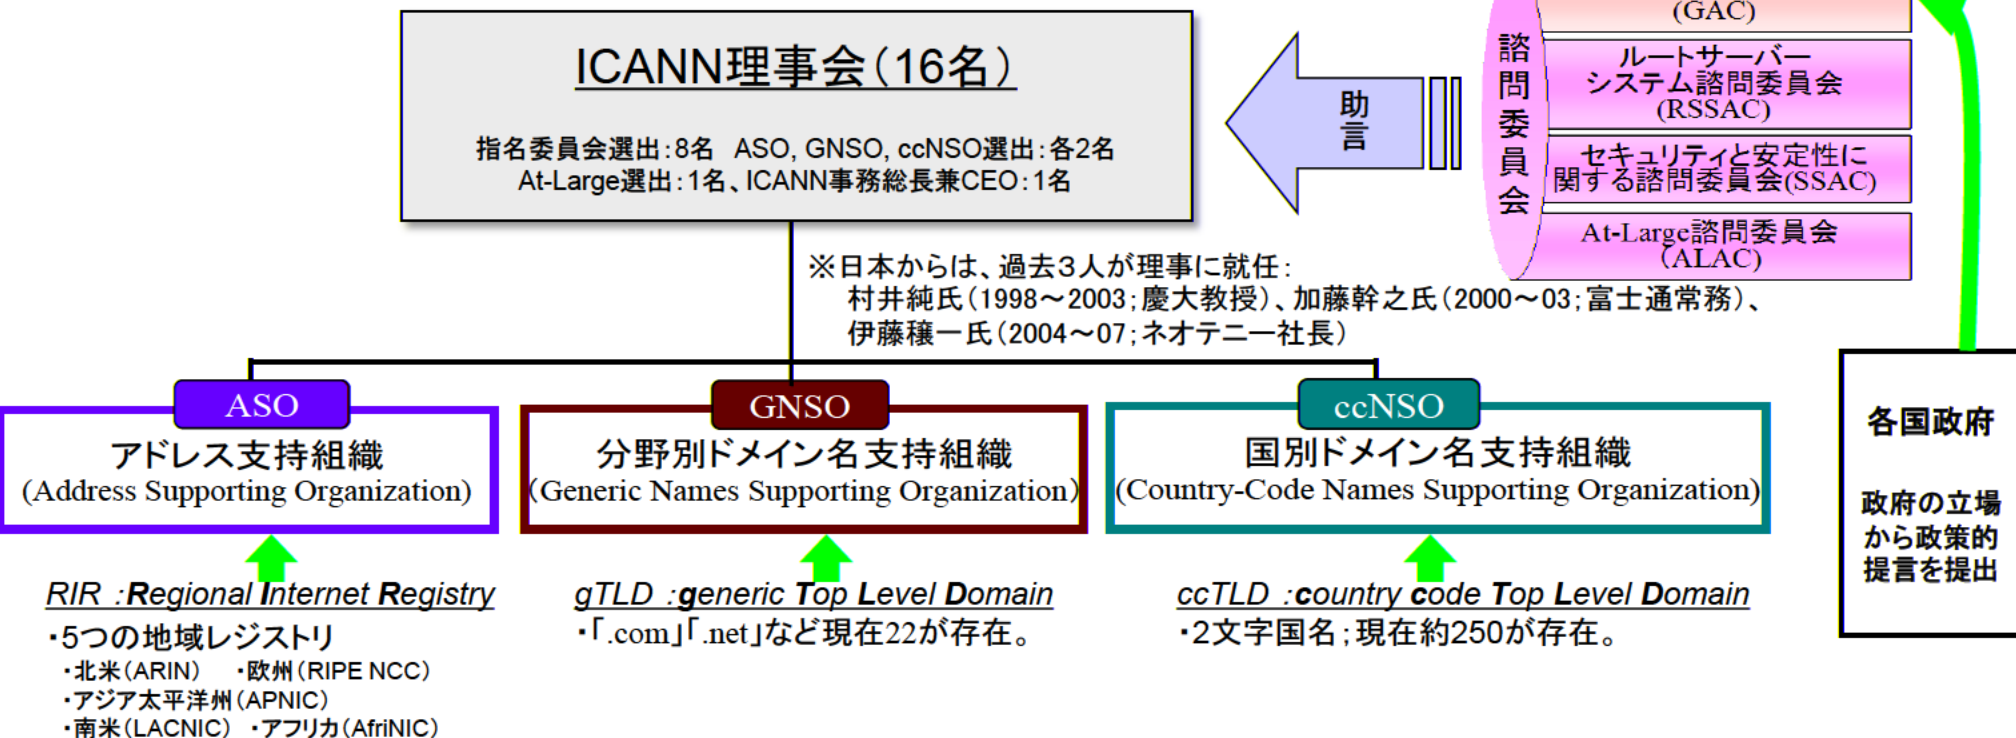 ICANN理事会（16名）
指名委員会選出：8名　ASO, GNSO, ccNSO選出：各2名
At-Large選出：1名、ICANN事務総長兼CEO：1名
助言
諮問委員会
(GAC)
ルートサーバー
システム諮問委員会
(RSSAC)
セキュリティと安定性に
関する諮問委員会(SSAC)
At-Large諮問委員会
（ALAC)
※日本からは、過去３人が理事に就任：
村井純氏（1998～2003；慶大教授）、加藤幹之氏（2000～03；富士通常務）、
伊藤穰一氏（2004～07；ネオテニー社長）
ASO
アドレス支持組織
(Address Supporting Organization)
GNSO
分野別ドメイン名支持組織
(Generic Names Supporting Organization）
ccNSO
国別ドメイン名支持組織
(Country-Code Names Supporting Organization)
各国政府
政府の立場
から政策的
提言を提出
RIR ：Regional Internet Registry
・5つの地域レジストリ
・北米（ARIN）　・欧州（RIPE NCC）
・アジア太平洋州（APNIC）
・南米（LACNIC）　・アフリカ（AfriNIC）
gTLD ：generic Top Level Domain
・「.com」「.net」など現在22が存在。
ccTLD ：country code Top Level Domain
・2文字国名；現在約250が存在。